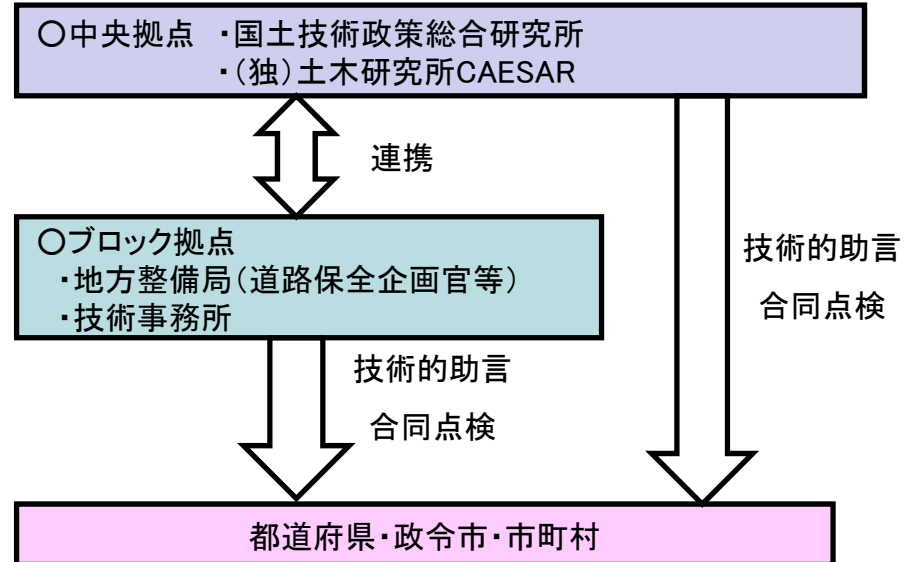 ○中央拠点 ・国土技術政策総合研究所
・(独)土木研究所CAESAR
連携
○ブロック拠点
・地方整備局(道路保全企画官等)
・技術事務所
技術的助言
合同点検
技術的助言
合同点検
都道府県・政令市・市町村